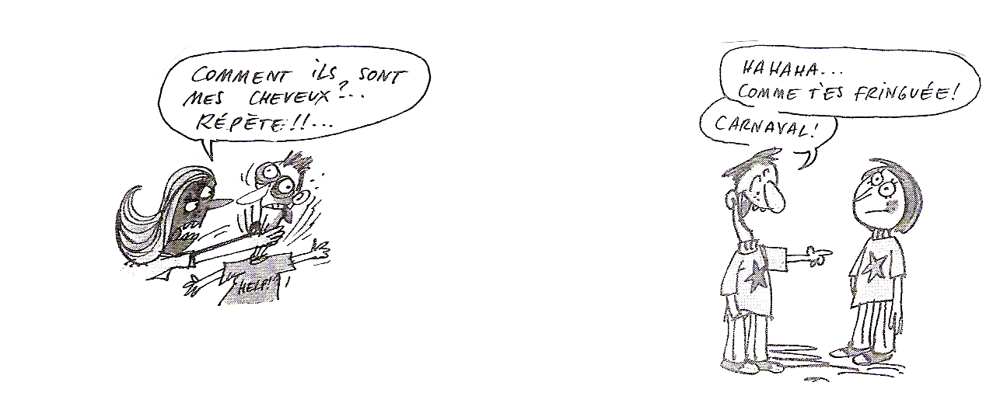 COMMENT ILS SONT
MES CHEVEUX?...
RÉPÈTE!!...
HELP!
HAHAHA...
COMME T'ES FRINGUÉE!
CARNAVAL!